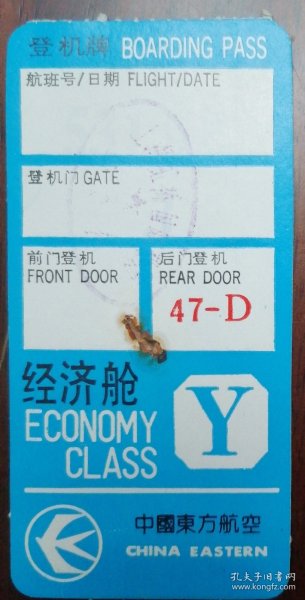 登机牌 BOARDING PASS
航班号/日期 FLIGHT/DATE
登机门 GATE
前门登机
FRONT DOOR
后门登机
REAR DOOR
47-D
经济舱
ECONOMY
CLASS
Y
中國東方航空
CHINA EASTERN
孔夫子旧书网
www.kongfz.com